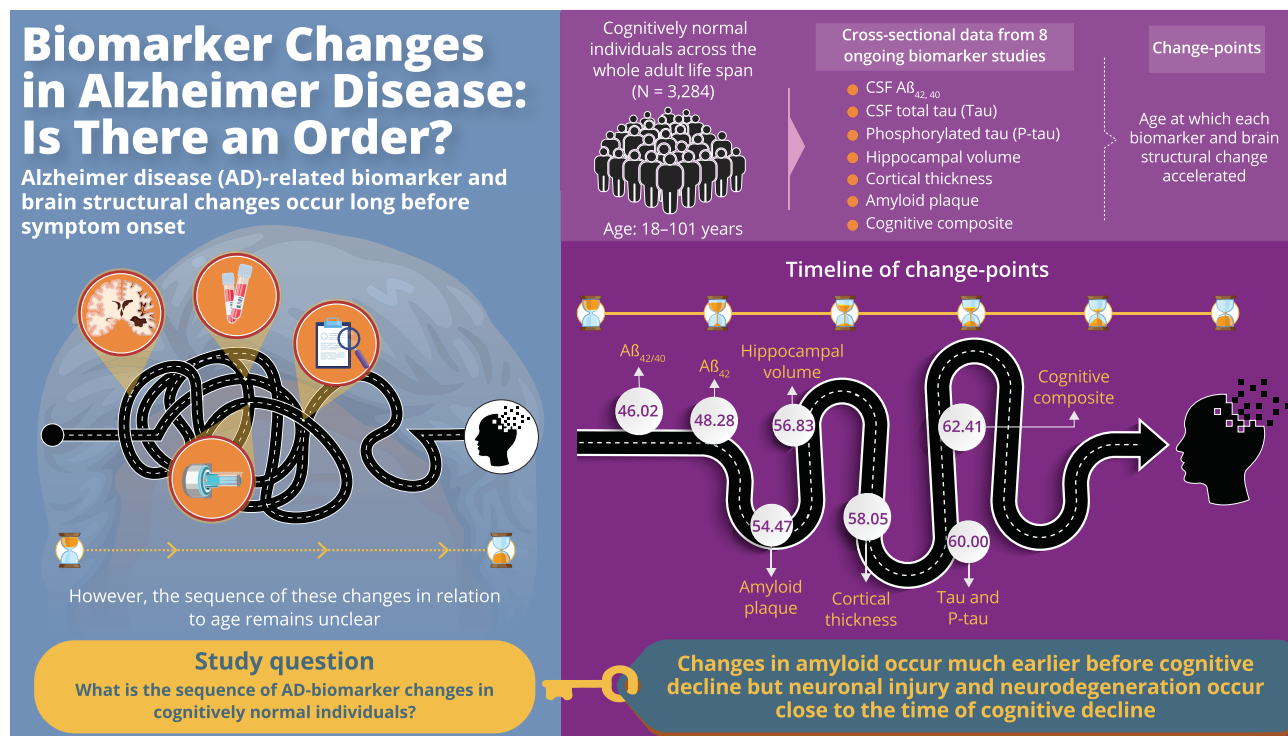 Biomarker Changes
in Alzheimer Disease:
Is There an Order?
Alzheimer disease (AD)-related biomarker and
brain structural changes occur long before
symptom onset
However, the sequence of these changes in relation
to age remains unclear
Study question
What is the sequence of AD-biomarker changes in
cognitively normal individuals?
Cognitively normal
individuals across the
whole adult life span
(N = 3,284)
Age: 18–101 years
Cross-sectional data from 8
ongoing biomarker studies
CSF Aß42, 40
CSF total tau (Tau)
Phosphorylated tau (P-tau)
Hippocampal volume
Cortical thickness
Amyloid plaque
Cognitive composite
Change-points
Age at which each
biomarker and brain
structural change
accelerated
Timeline of change-points
Aß42/40
46.02
Aß42
48.28
Hippocampal
volume
56.83
Cognitive
composite
62.41
54.47
Amyloid
plaque
58.05
Cortical
thickness
60.00
Tau and
P-tau
Changes in amyloid occur much earlier before cognitive
decline but neuronal injury and neurodegeneration occur
close to the time of cognitive decline